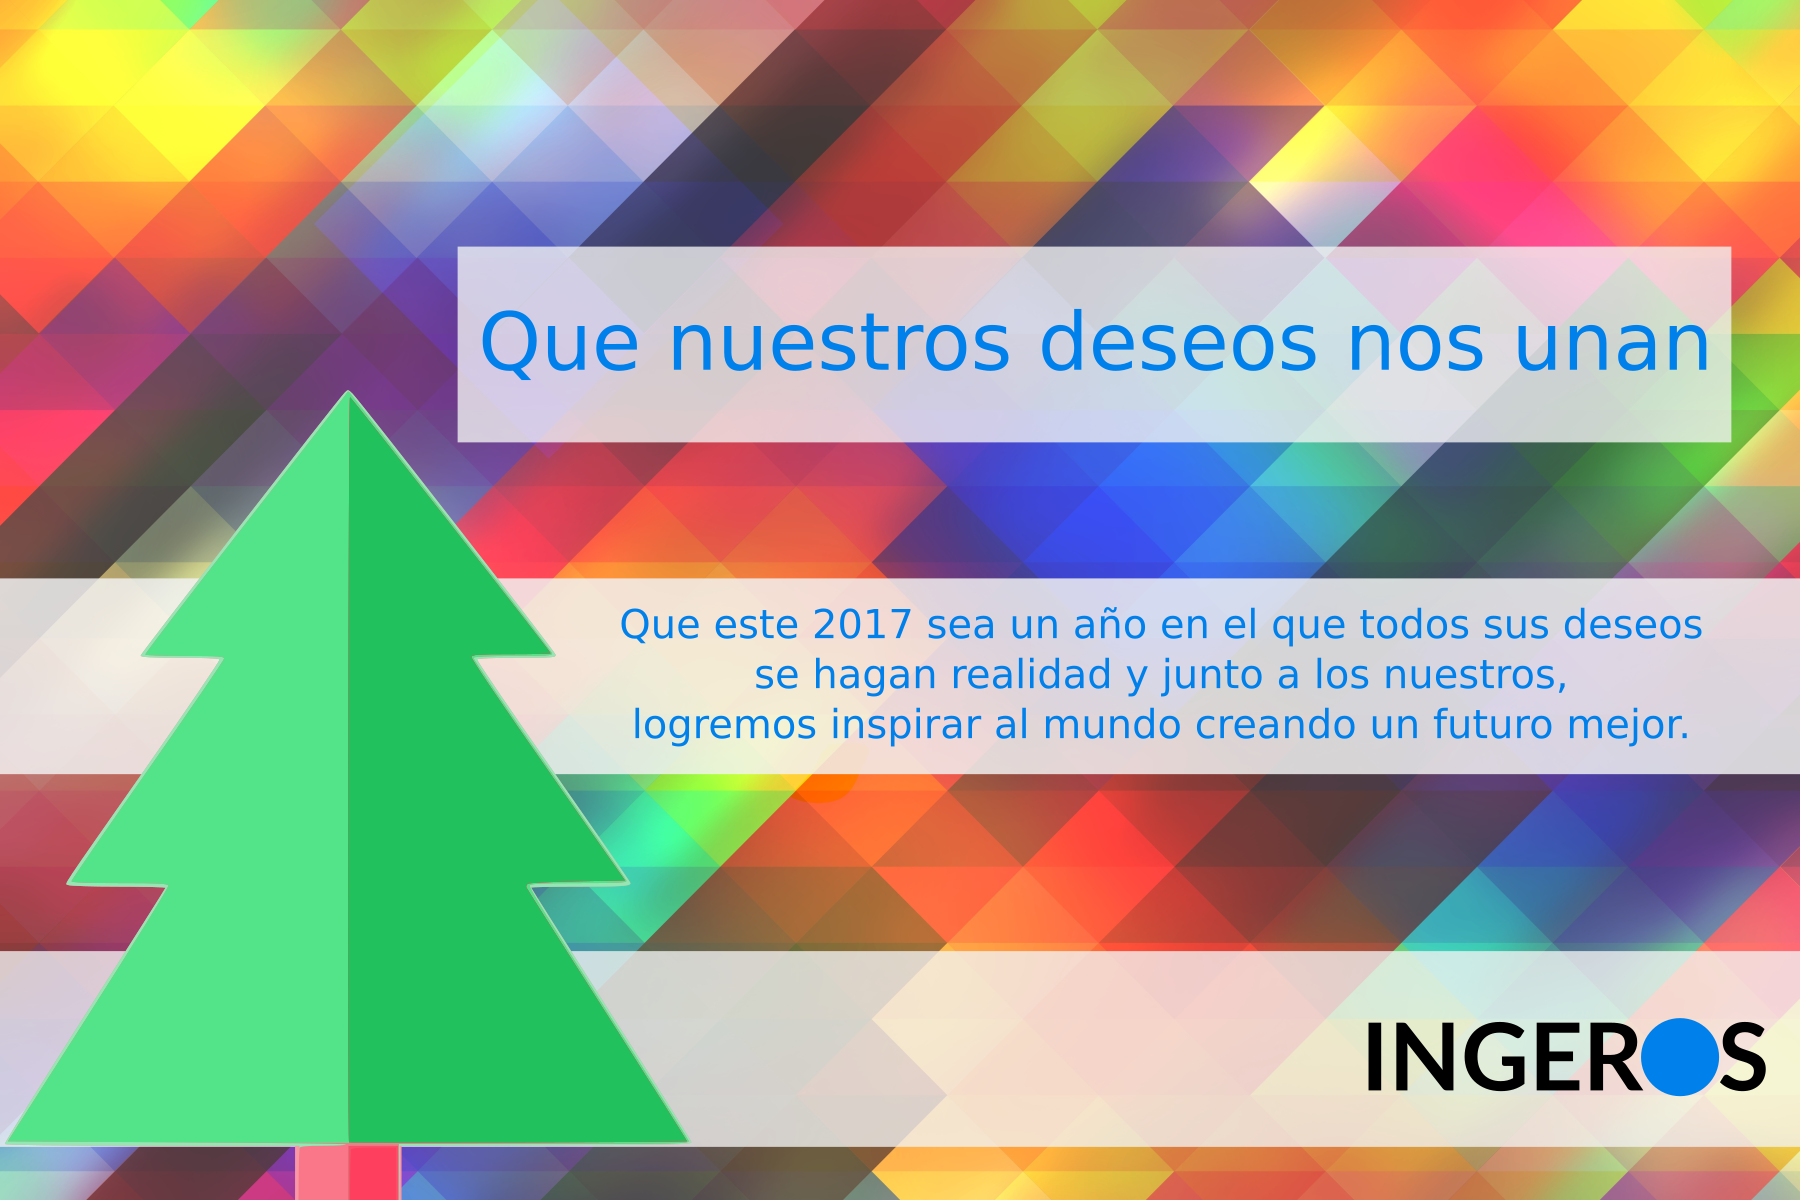 Que nuestros deseos nos unan
Que este 2017 sea un año en el que todos sus deseos
se hagan realidad y junto a los nuestros,
logremos inspirar al mundo creando un futuro mejor.
INGEROS